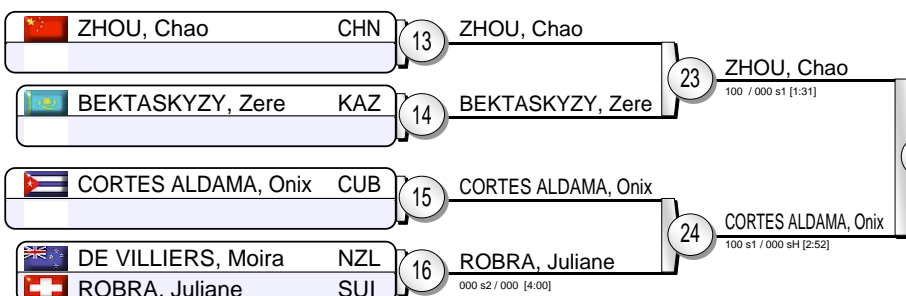 ZHOU, Chao CHN
13
ZHOU, Chao
BEKTASKYZY, Zere KAZ
14
BEKTASKYZY, Zere
23
ZHOU, Chao
100 / 000 s1 [1:31]
CORTES ALDAMA, Onix CUB
15
CORTES ALDAMA, Onix
DE VILLIERS, Moira NZL
ROBRA, Juliane SUI
16
ROBRA, Juliane
000 s2 / 000 [4:00]
24
CORTES ALDAMA, Onix
100 s1 / 000 sH [2:52]